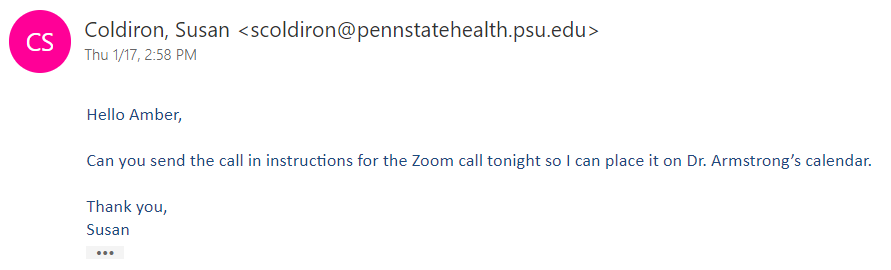 CS
Coldiron, Susan <scoldiron@pennstatehealth.psu.edu>
Thu 1/17, 2:58 PM
Hello Amber,
Can you send the call in instructions for the Zoom call tonight so I can place it on Dr. Armstrong’s calendar.
Thank you,
Susan
•••